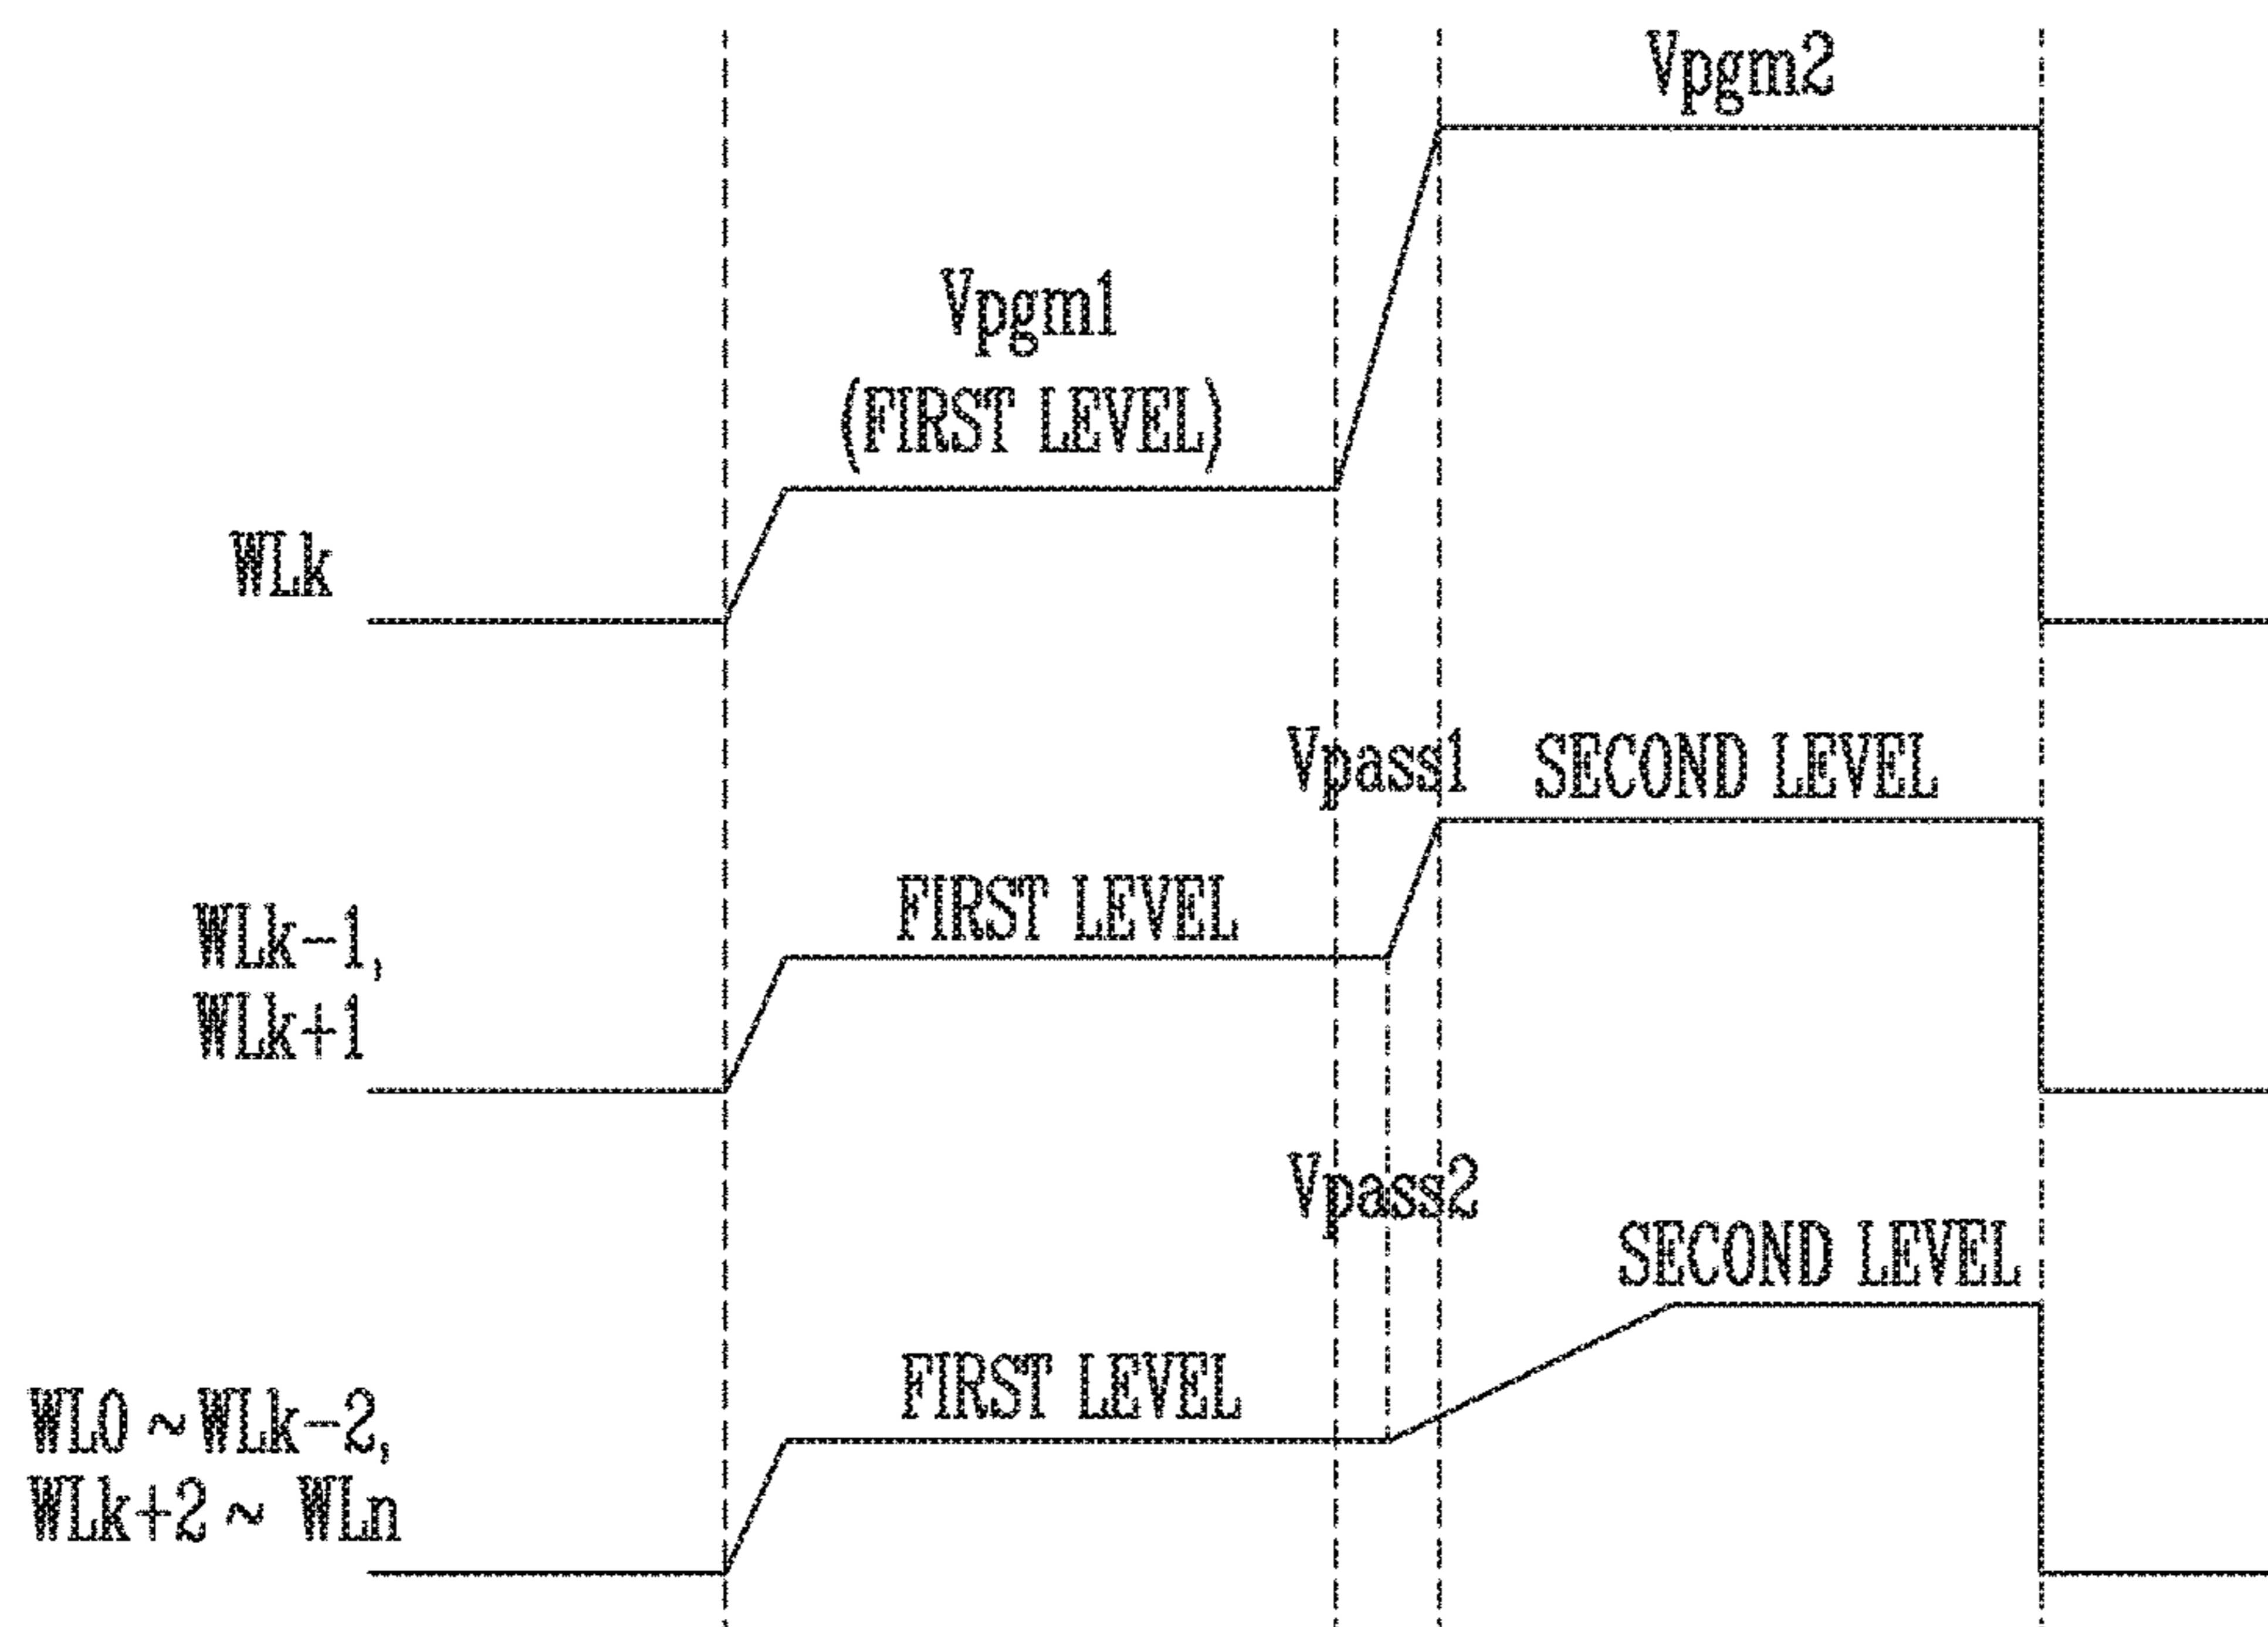 Vpgm2
Vpgm1
(FIRST LEVEL)
WLk
Vpass1 SECOND LEVEL
FIRST LEVEL
WLk-1,
WLk+1
Vpass2
SECOND LEVEL
FIRST LEVEL
WL0 ~ WLk-2,
WLk+2 ~ WLn